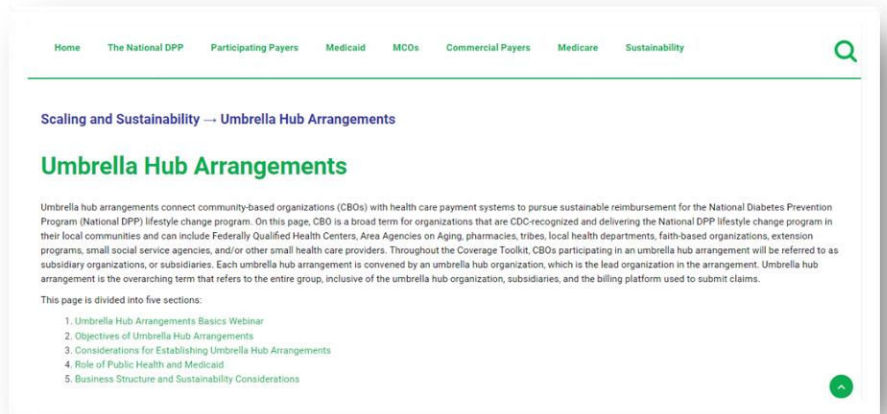 Home The National DPP Participating Payers Medicaid MCOs Commercial Payers Medicare Sustainability
Scaling and Sustainability → Umbrella Hub Arrangements
Umbrella Hub Arrangements
Umbrella hub arrangements connect community-based organizations (CBOs) with health care payment systems to pursue sustainable reimbursement for the National Diabetes Prevention
Program (National DPP) lifestyle change program. On this page, CBO is a broad term for organizations that are CDC-recognized and delivering the National DPP lifestyle change program in
their local communities and can include Federally Qualified Health Centers, Area Agencies on Aging, pharmacies, tribes, local health departments, faith-based organizations, extension
programs, small social service agencies, and/or other small health care providers. Throughout the Coverage Toolkit, CBOs participating in an umbrella hub arrangement will be referred to as
subsidiary organizations, or subsidiaries. Each umbrella hub arrangement is convened by an umbrella hub organization, which is the lead organization in the arrangement. Umbrella hub
arrangement is the overarching term that refers to the entire group, inclusive of the umbrella hub organization, subsidiaries, and the billing platform used to submit claims.
This page is divided into five sections:
1. Umbrella Hub Arrangements Basics Webinar
2. Objectives of Umbrella Hub Arrangements
3. Considerations for Establishing Umbrella Hub Arrangements
4. Role of Public Health and Medicaid
5. Business Structure and Sustainability Considerations